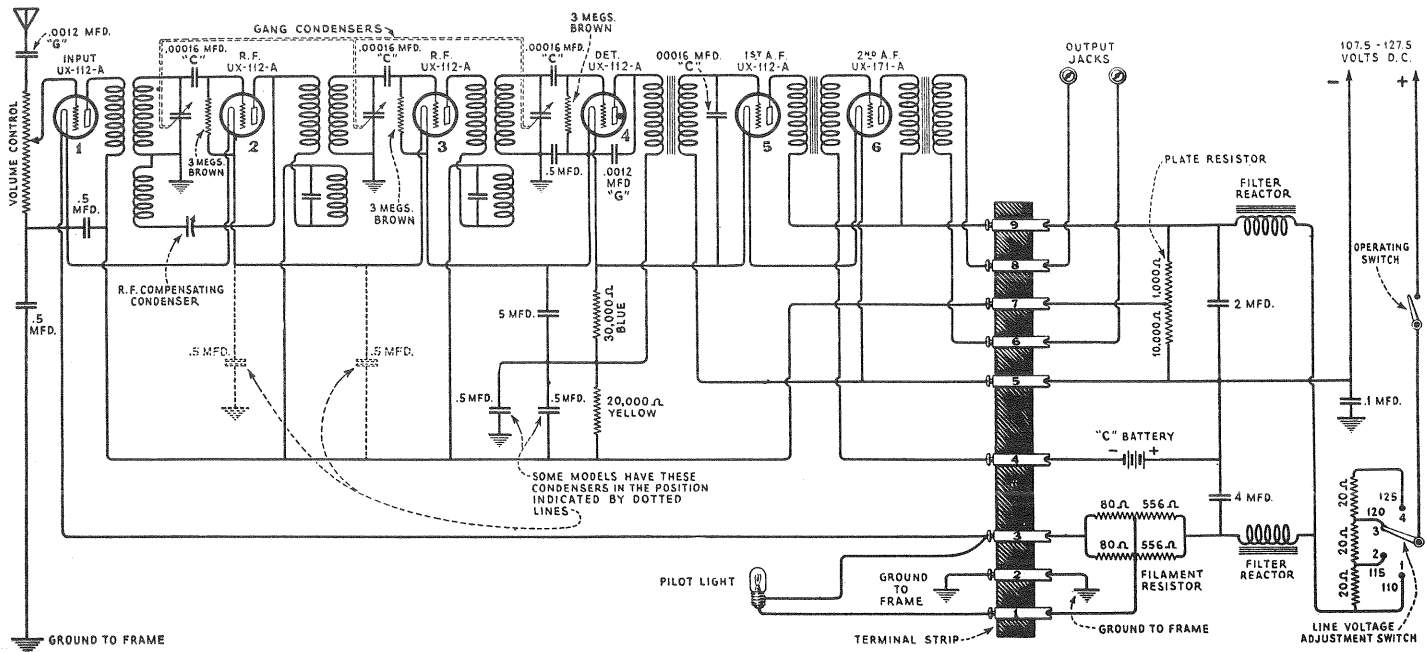 .0012 MFD.
"G"
GANG CONDENSERS
3 MEGS.
BROWN
107.5 - 127.5
VOLTS D.C.
- +
INPUT
UX-112-A
.00016 MFD.
"C"
R.F.
UX-112-A
.00016 MFD.
"C"
R.F.
UX-112-A
.00016 MFD.
"C"
DET.
UX-112-A
00016 MFD.
"C"
1ST A.F.
UX-112-A
2ND A.F.
UX-171-A
OUTPUT
JACKS
VOLUME CONTROL
1
2
3
4
5
6
3 MEGS.
BROWN
3 MEGS.
BROWN
.5 MFD.
.0012
MFD
"G"
PLATE RESISTOR
FILTER
REACTOR
.5
MFD.
R.F. COMPENSATING
CONDENSER
.5
MFD.
.5 MFD.
.5 MFD.
5 MFD.
30,000 Ω
BLUE
20,000 Ω
YELLOW
.5 MFD.
.5 MFD.
9
8
7
6
5
4
3
2
1
1,000 Ω
10,000 Ω
2 MFD.
OPERATING
SWITCH
.1 MFD.
"C" BATTERY
- +
4 MFD.
SOME MODELS HAVE THESE
CONDENSERS IN THE POSITION
INDICATED BY DOTTED
LINES
80 Ω 556 Ω
80 Ω 556 Ω
FILAMENT
RESISTOR
FILTER
REACTOR
20 Ω
20 Ω
20 Ω
125
4
120
3
2
115
1
110
PILOT LIGHT
GROUND
TO
FRAME
GROUND TO FRAME
TERMINAL STRIP
LINE VOLTAGE
ADJUSTMENT SWITCH
GROUND TO FRAME